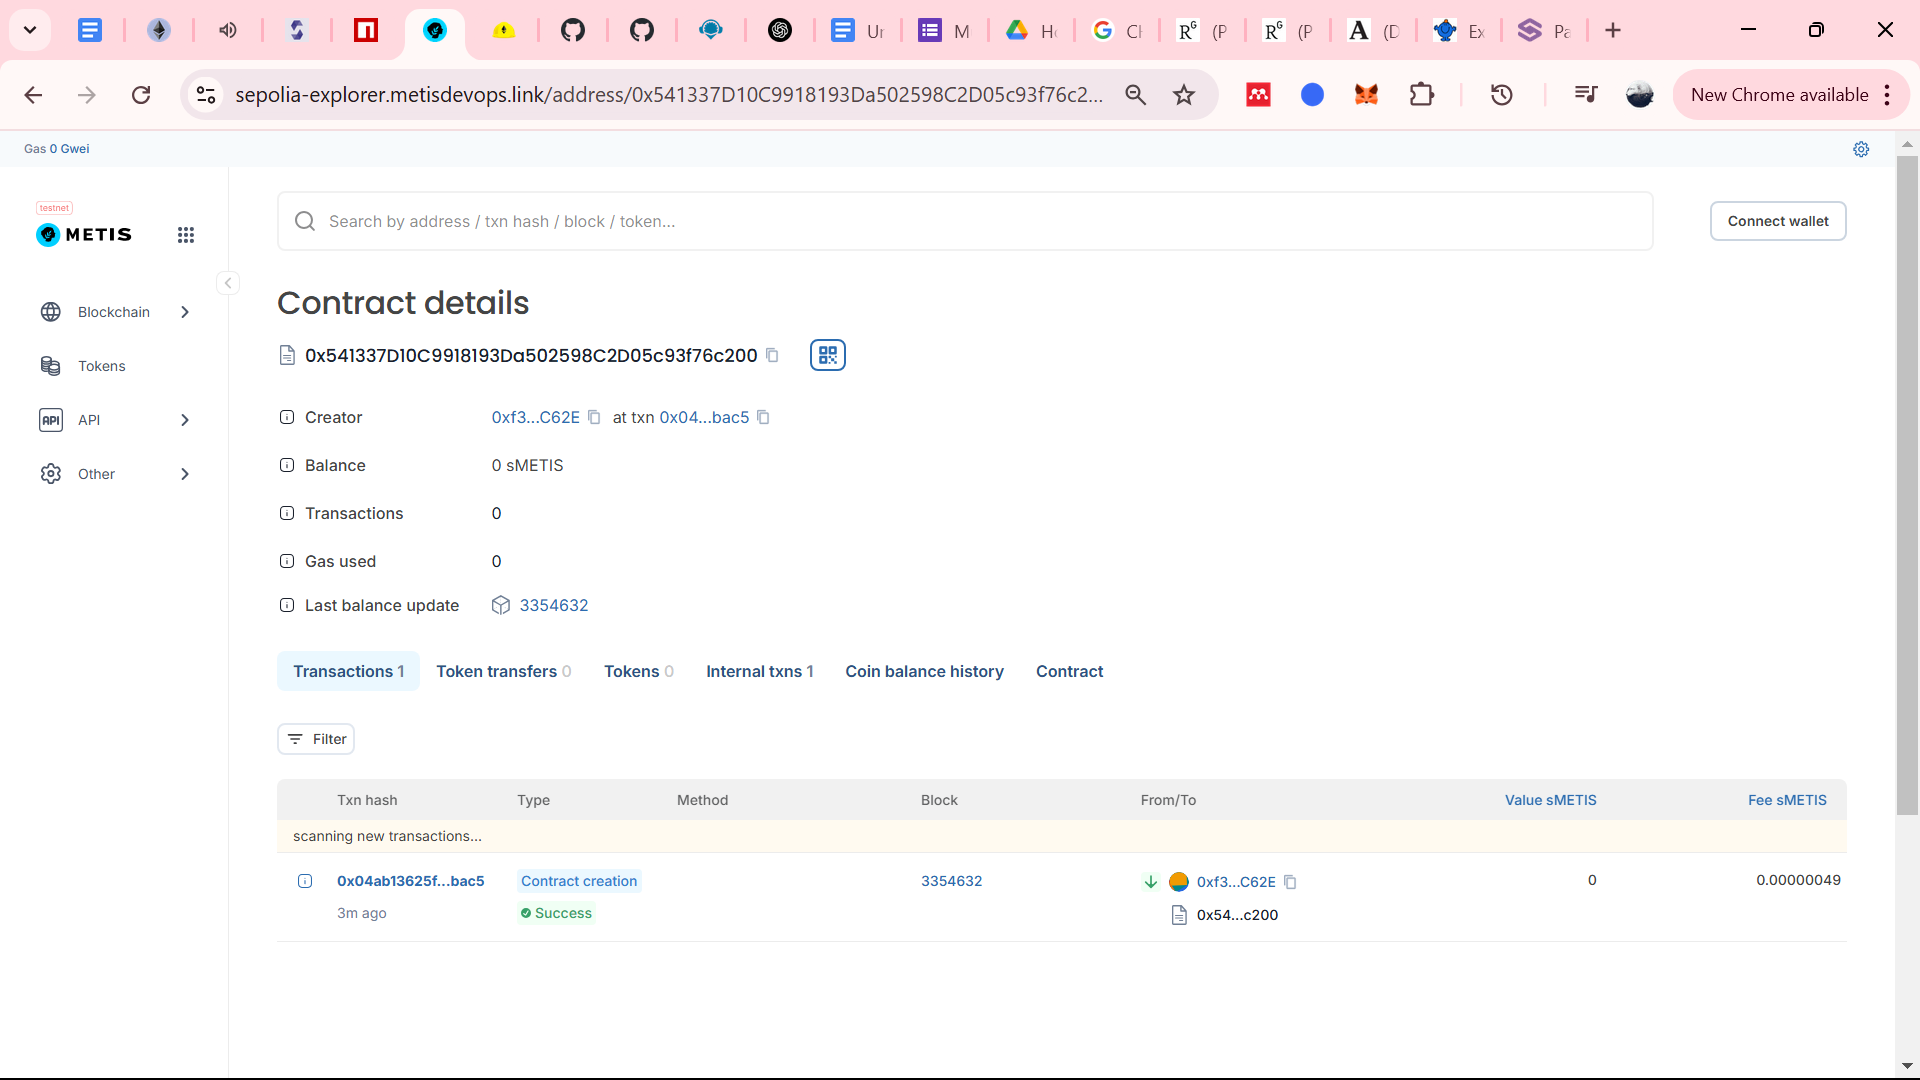 Ur
M
Ho
Cl
(P
(P
(D
Ex
Pa
sepolia-explorer.metisdevops.link/address/0x541337D10C9918193Da502598C2D05c93f76c2...
New Chrome available
Gas 0 Gwei
testnet
METIS
Search by address / txn hash / block / token...
Connect wallet
Blockchain
Tokens
API
API
Other
Contract details
0x541337D10C9918193Da502598C2D05c93f76c200
Creator 0xf3...C62E at txn 0x04...bac5
Balance 0 sMETIS
Transactions 0
Gas used 0
Last balance update 3354632
Transactions 1 Token transfers 0 Tokens 0 Internal txns 1 Coin balance history Contract
Filter
Txn hash Type Method Block From/To Value sMETIS Fee sMETIS
scanning new transactions...
0x04ab13625f...bac5 Contract creation 3354632 0xf3...C62E 0 0.00000049
3m ago Success 0x54...c200